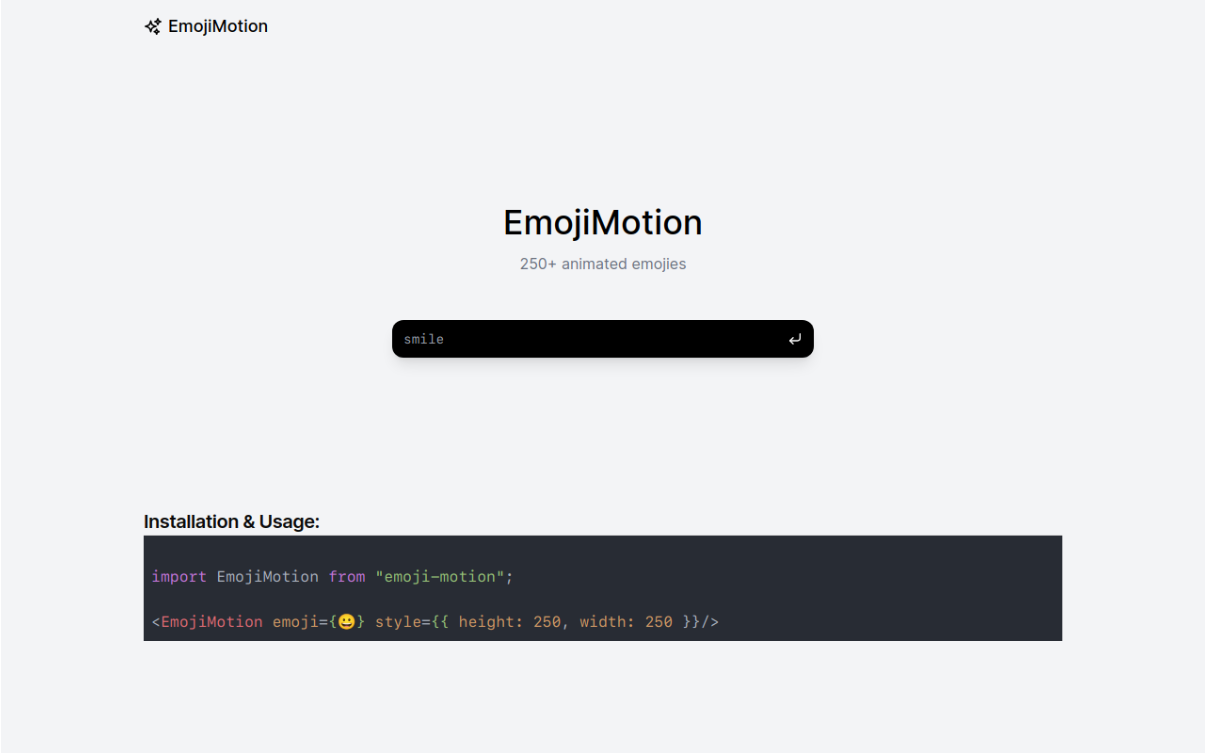 EmojiMotion
EmojiMotion
250+ animated emojies
smile
Installation & Usage:
import EmojiMotion from "emoji-motion";
<EmojiMotion emoji={😀} style={{ height: 250, width: 250 }}/>